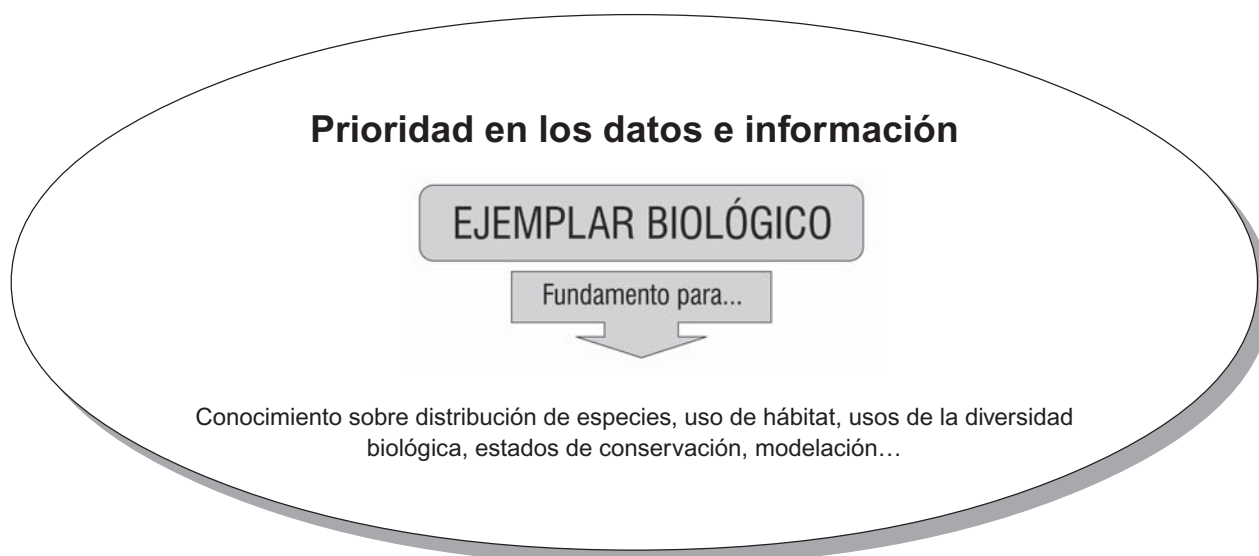 Prioridad en los datos e información
EJEMPLAR BIOLÓGICO
Fundamento para...
Conocimiento sobre distribución de especies, uso de hábitat, usos de la diversidad
biológica, estados de conservación, modelación…